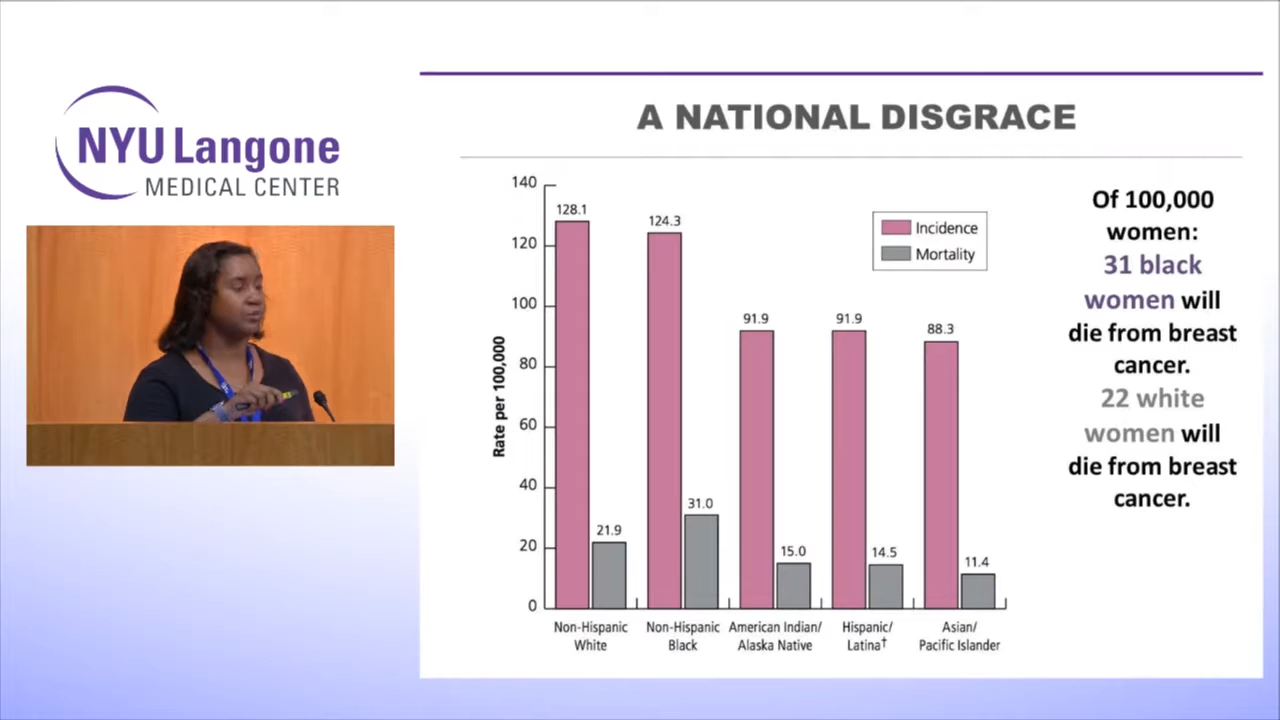 NYU Langone
MEDICAL CENTER
A NATIONAL DISGRACE
Rate per 100,000
140
120
100
80
60
40
20
0
128.1
21.9
124.3
31.0
91.9
15.0
91.9
14.5
88.3
11.4
Incidence
Mortality
Non-Hispanic
White
Non-Hispanic
Black
American Indian/
Alaska Native
Hispanic/
Latina†
Asian/
Pacific Islander
Of 100,000
women:
31 black
women will
die from breast
cancer.
22 white
women will
die from breast
cancer.